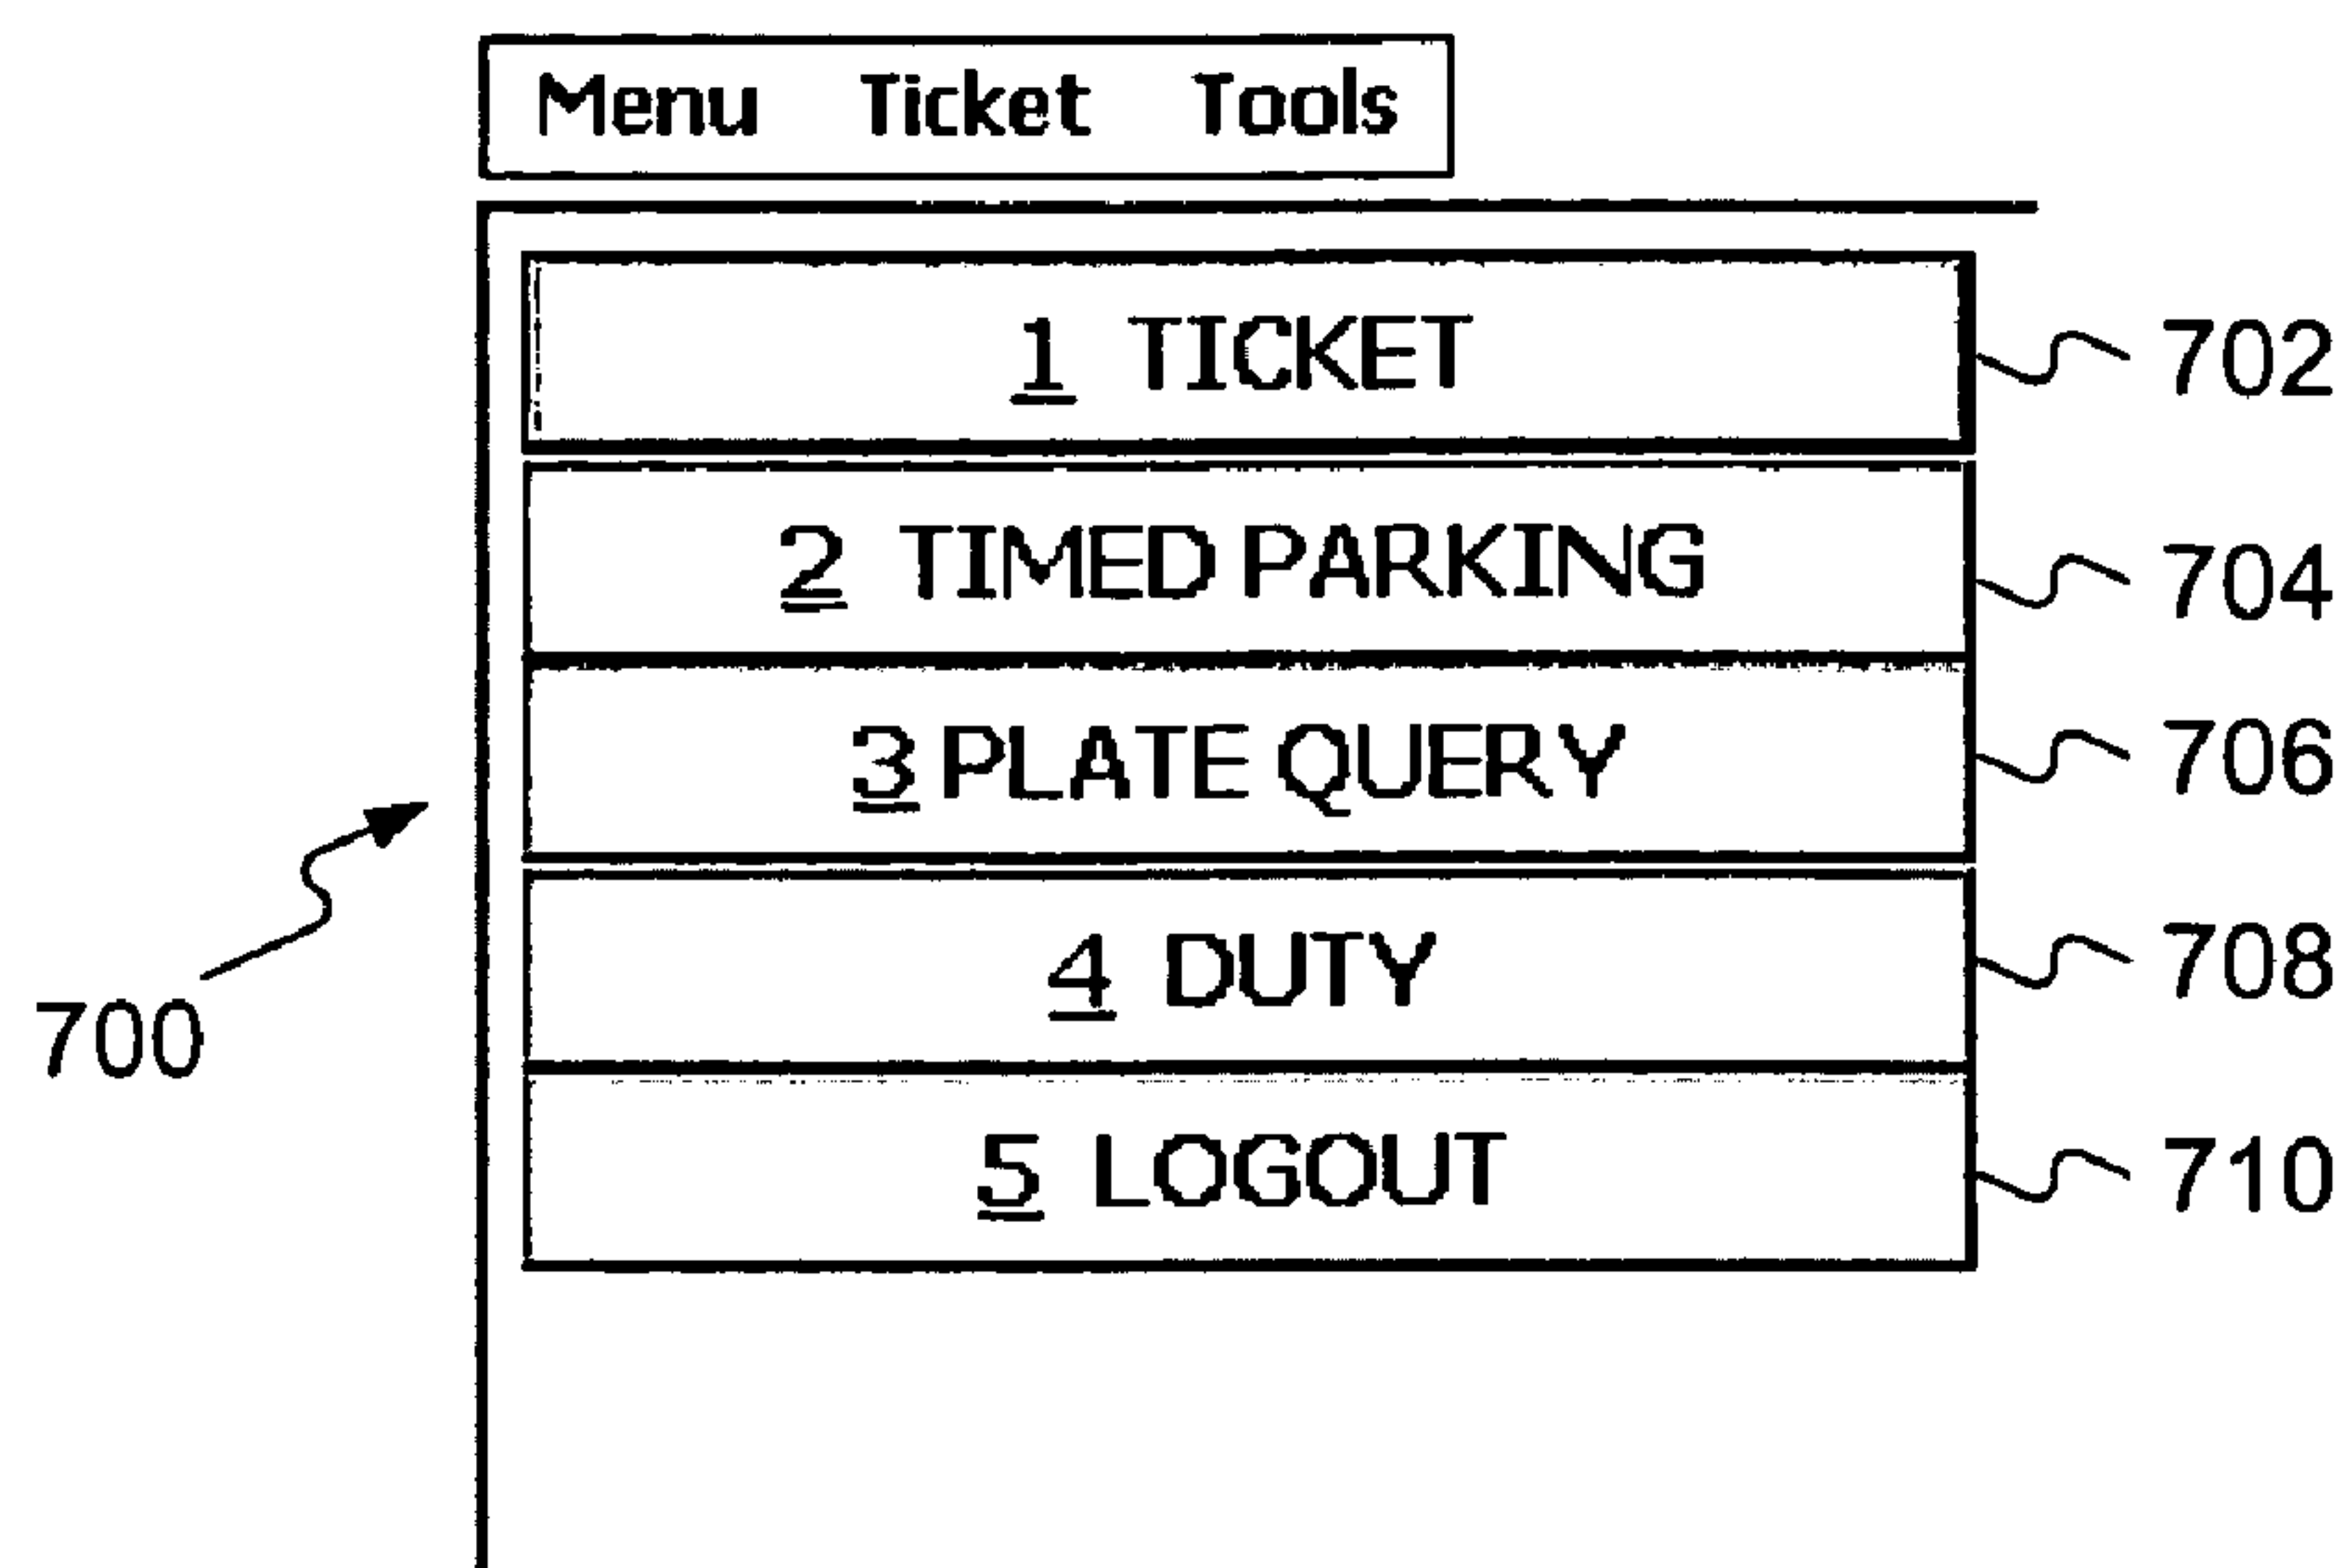 Menu Ticket Tools
1 TICKET 702
2 TIMED PARKING 704
3 PLATE QUERY 706
4 DUTY 708
700
5 LOGOUT 710